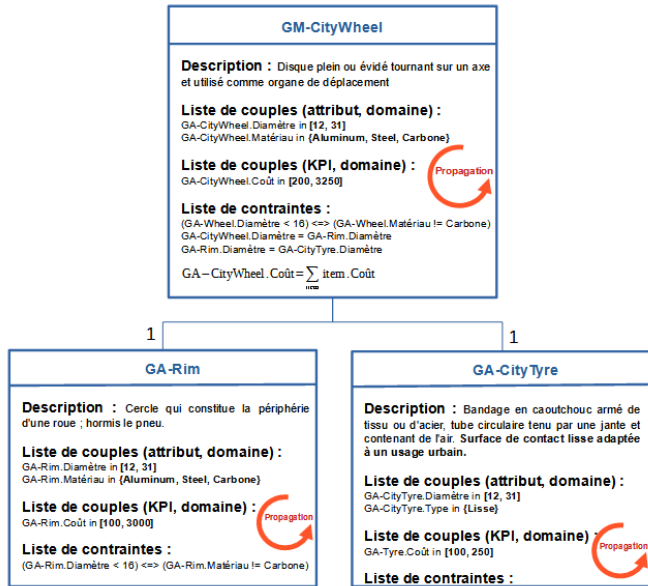 GM-CityWheel
Description : Disque plein ou évidé tournant sur un axe
et utilisé comme organe de déplacement
Liste de couples (attribut, domaine) :
GA-CityWheel.Diamètre in [12, 31]
GA-CityWheel.Matériau in {Aluminum, Steel, Carbone}
Liste de couples (KPI, domaine) :
GA-CityWheel.Coût in [200, 3250]
Propagation
Liste de contraintes :
(GA-Wheel.Diamètre < 16) <=> (GA-Wheel.Matériau != Carbone)
GA-CityWheel.Diamètre = GA-Rim.Diamètre
GA-Rim.Diamètre = GA-CityTyre.Diamètre
GA−CityWheel.Coût=∑ item.Coût
1
1
GA-Rim
Description : Cercle qui constitue la périphérie
d'une roue ; hormis le pneu.
Liste de couples (attribut, domaine) :
GA-Rim.Diamètre in [12, 31]
GA-Rim.Matériau in {Aluminum, Steel, Carbone}
Liste de couples (KPI, domaine) :
GA-Rim.Coût in [100, 3000]
Propagation
Liste de contraintes :
(GA-Rim.Diamètre < 16) <=> (GA-Rim.Matériau != Carbone)
GA-CityTyre
Description : Bandage en caoutchouc armé de
tissu ou d'acier, tube circulaire tenu par une jante et
contenant de l'air. Surface de contact lisse adaptée
à un usage urbain.
Liste de couples (attribut, domaine) :
GA-CityTyre.Diamètre in [12, 31]
GA-CityTyre.Type in {Lisse}
Liste de couples (KPI, domaine) :
GA-Tyre.Coût in [100, 250]
Propagation
Liste de contraintes :